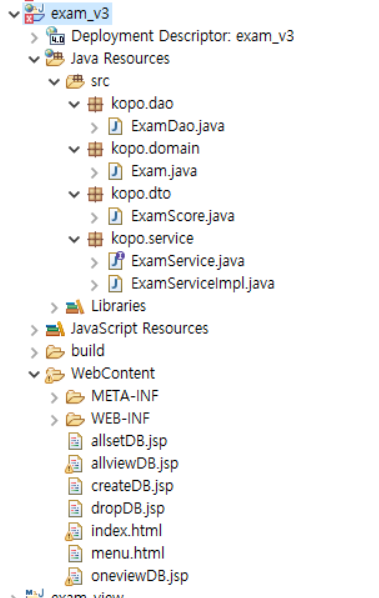 exam_v3
Deployment Descriptor: exam_v3
Java Resources
src
kopo.dao
ExamDao.java
kopo.domain
Exam.java
kopo.dto
ExamScore.java
kopo.service
ExamService.java
ExamServiceImpl.java
Libraries
JavaScript Resources
build
WebContent
META-INF
WEB-INF
allsetDB.jsp
allviewDB.jsp
createDB.jsp
dropDB.jsp
index.html
menu.html
oneviewDB.jsp
exam_view